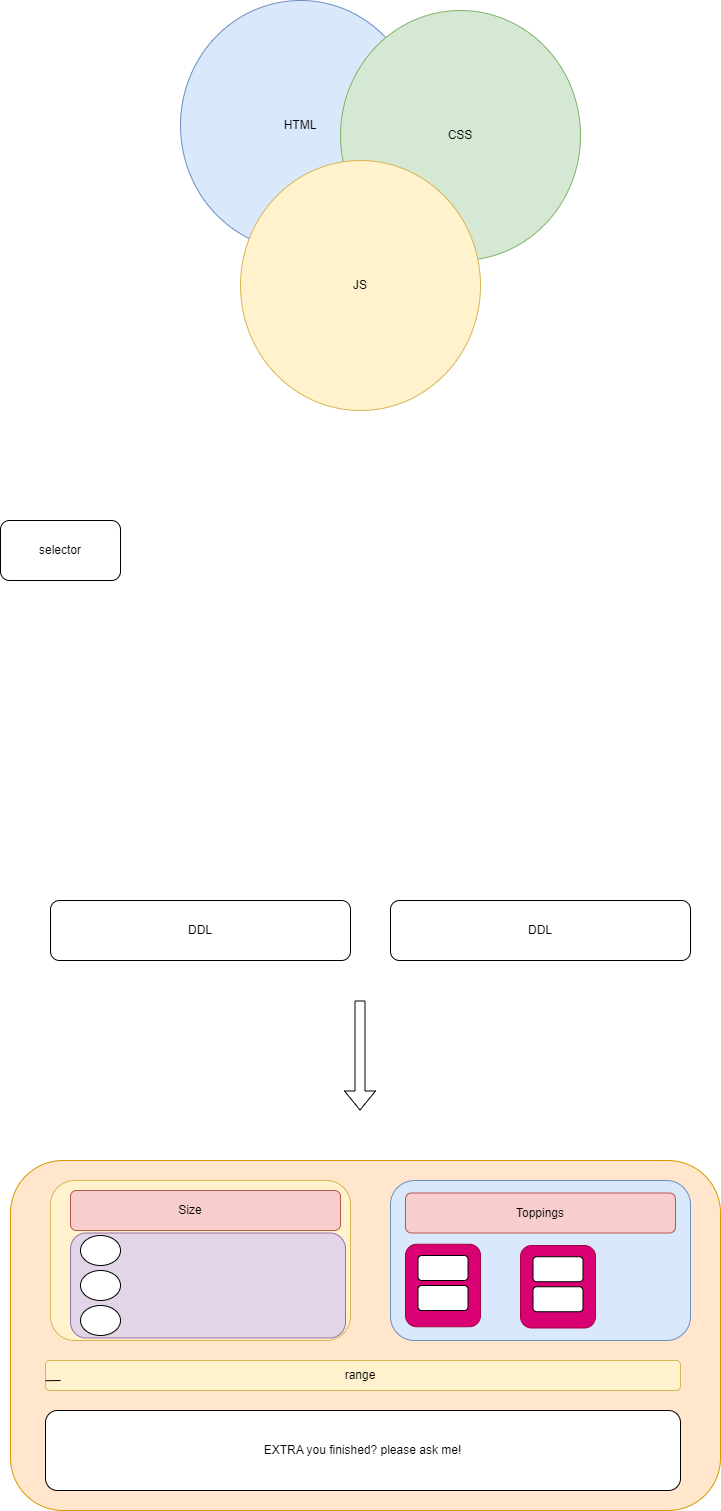 HTML
CSS
JS
selector
DDL
DDL
Size
Toppings
range
EXTRA you finished? please ask me!